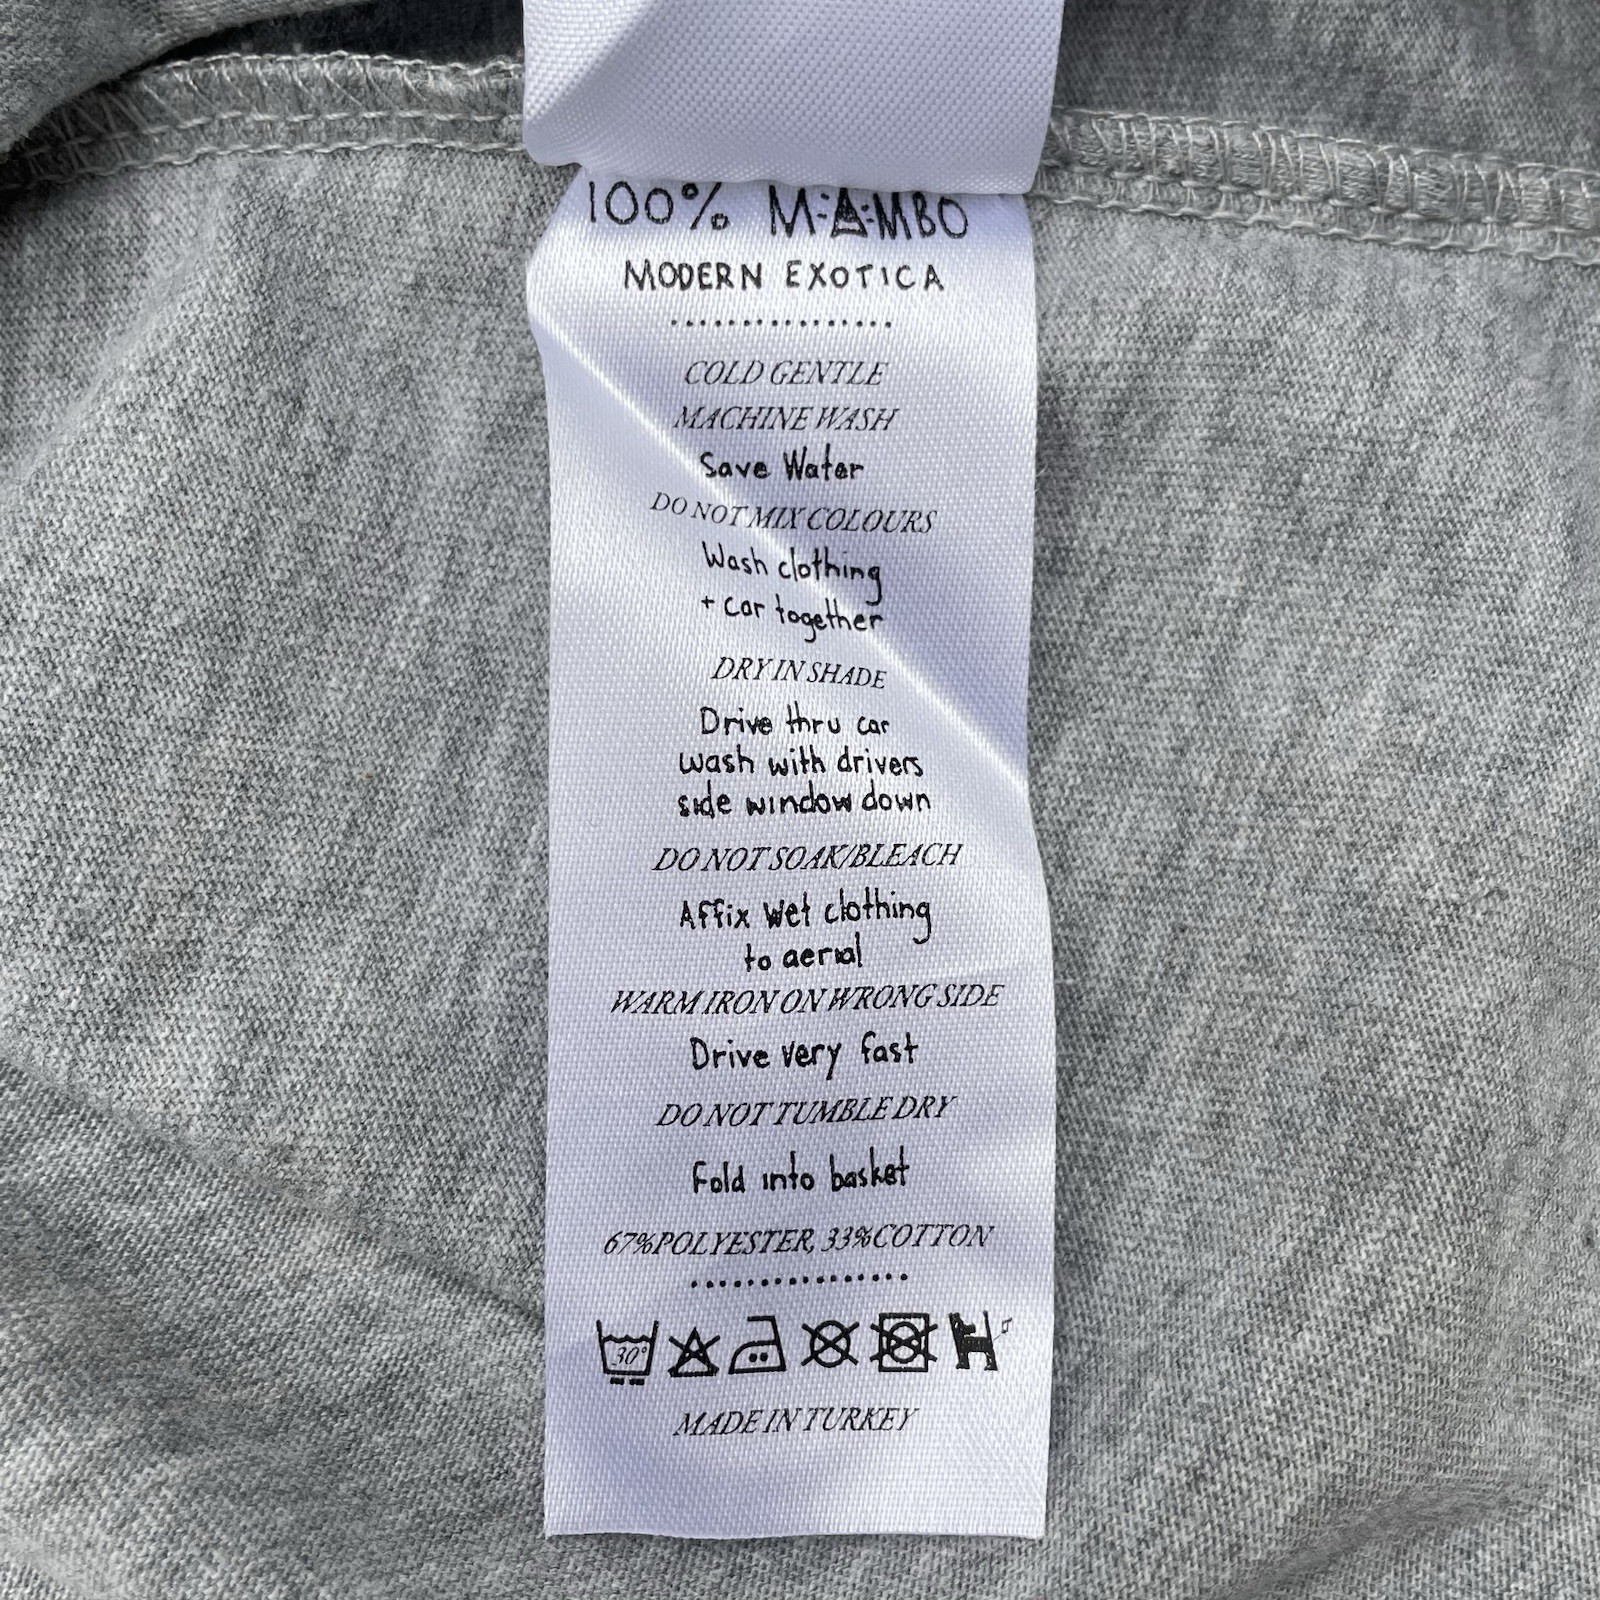 100% MAMBO
MODERN EXOTICA
COLD GENTLE
MACHINE WASH
Save Water
DO NOT MIX COLOURS
Wash clothing
+ car together
DRY IN SHADE
Drive thru car
wash with drivers
side window down
DO NOT SOAK/BLEACH
Affix wet clothing
to aerial
WARM IRON ON WRONG SIDE
Drive very fast
DO NOT TUMBLE DRY
Fold into basket
67%POLYESTER, 33%COTTON
30°
MADE IN TURKEY